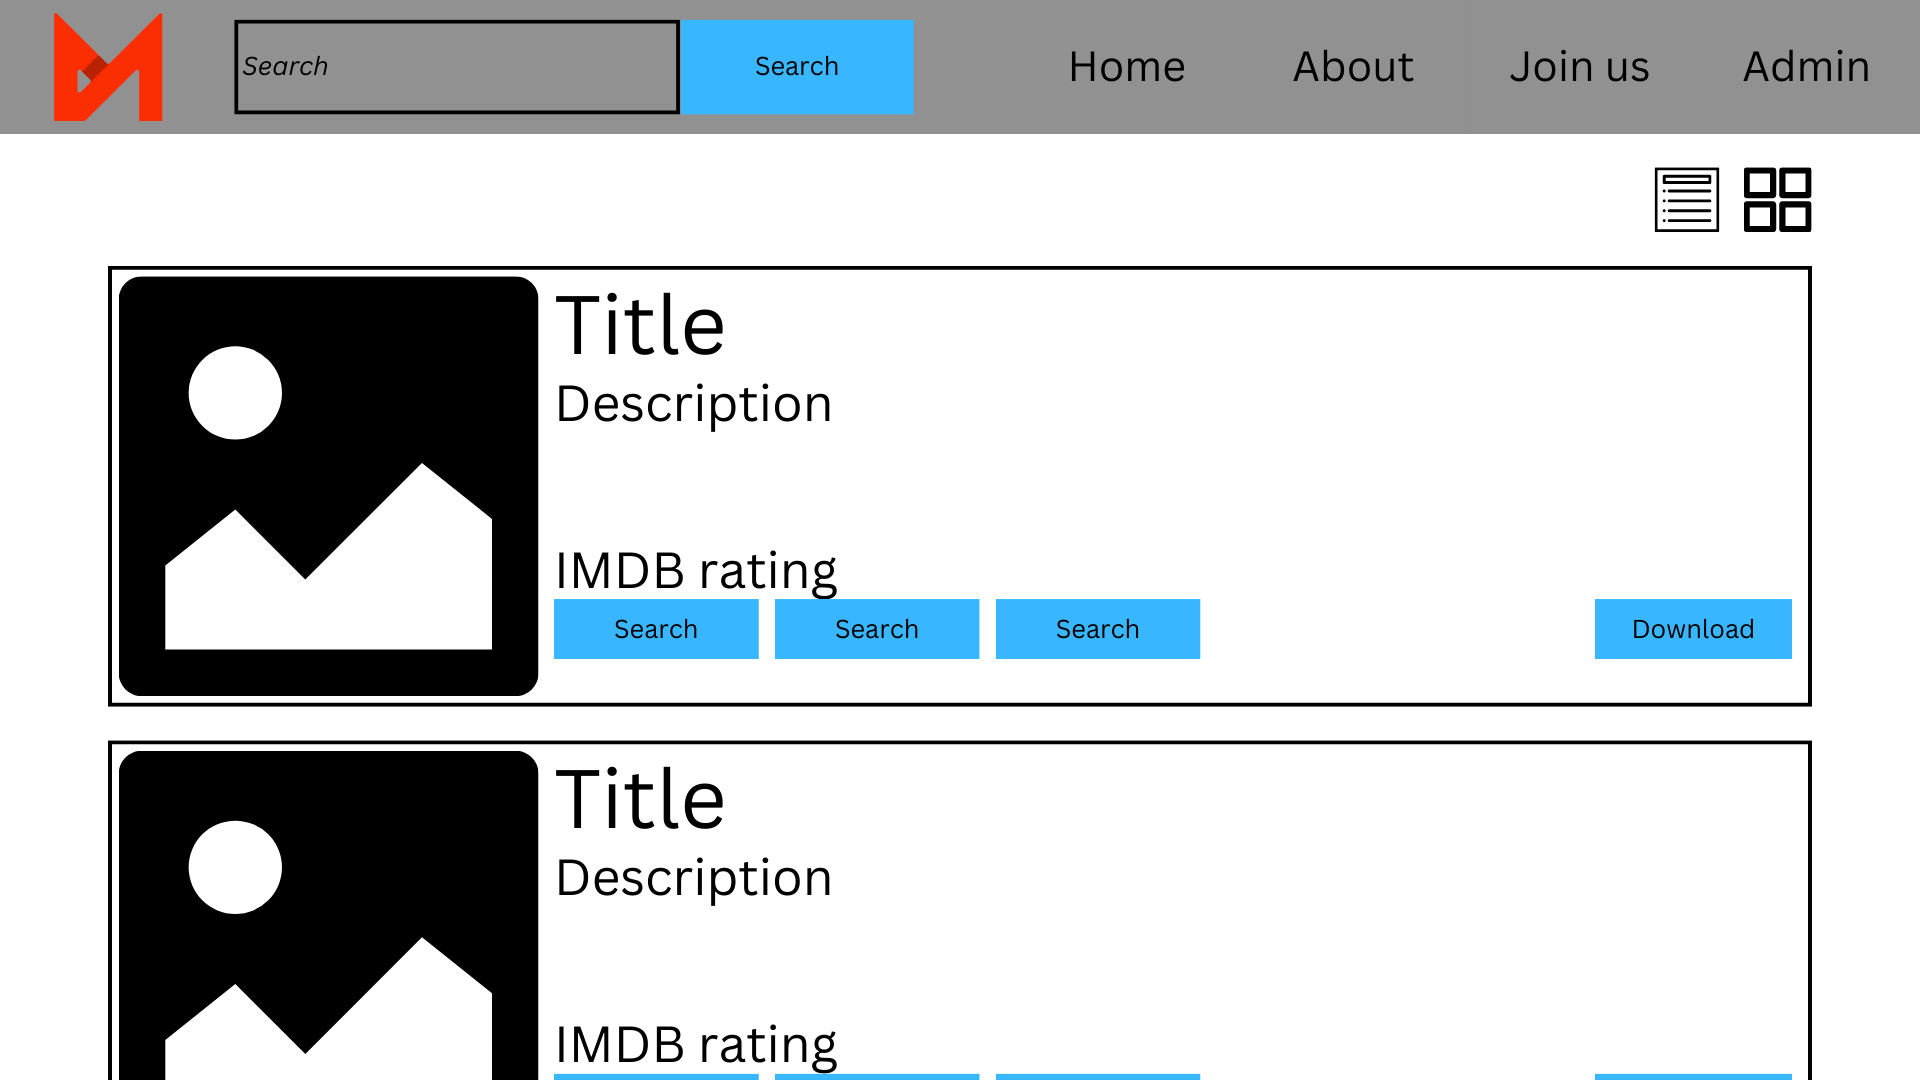 Search Search Home About Join us Admin
Title
Description
IMDB rating
Search Search Search Download
Title
Description
IMDB rating